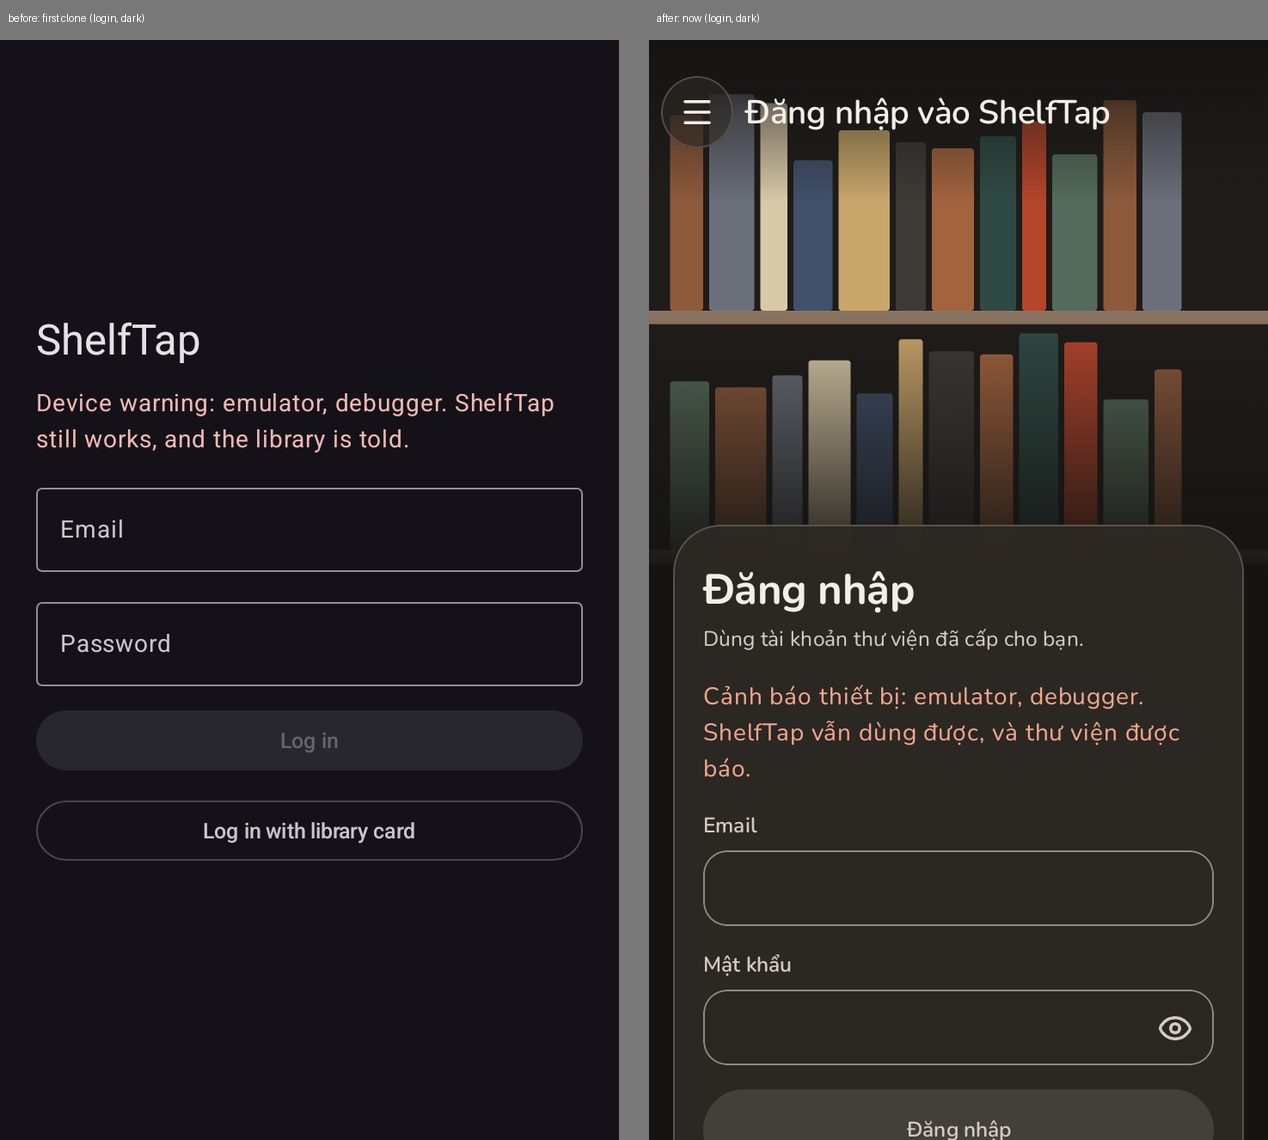 before: first clone (login, dark)
ShelfTap
Device warning: emulator, debugger. ShelfTap
still works, and the library is told.
Email
Password
Log in
Log in with library card
after: now (login, dark)
Đăng nhập vào ShelfTap
Đăng nhập
Dùng tài khoản thư viện đã cấp cho bạn.
Cảnh báo thiết bị: emulator, debugger.
ShelfTap vẫn dùng được, và thư viện được
báo.
Email
Mật khẩu
Đăng nhập